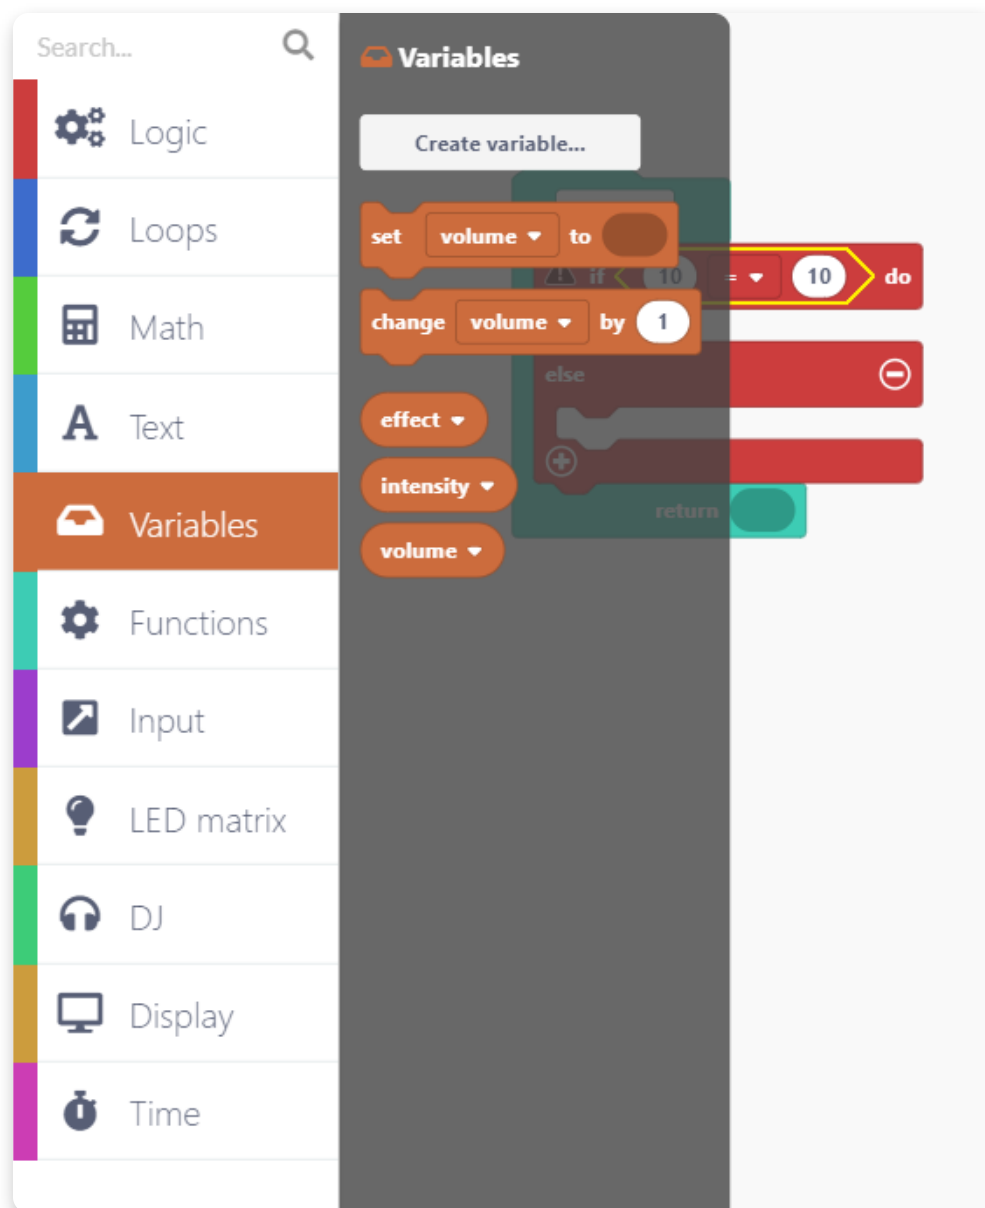 Search...
Logic
Loops
Math
Text
Variables
Functions
Input
LED matrix
DJ
Display
Time
Variables
Create variable...
set volume to
change volume by 1
effect
intensity
volume
if 10 = 10 do
else
return